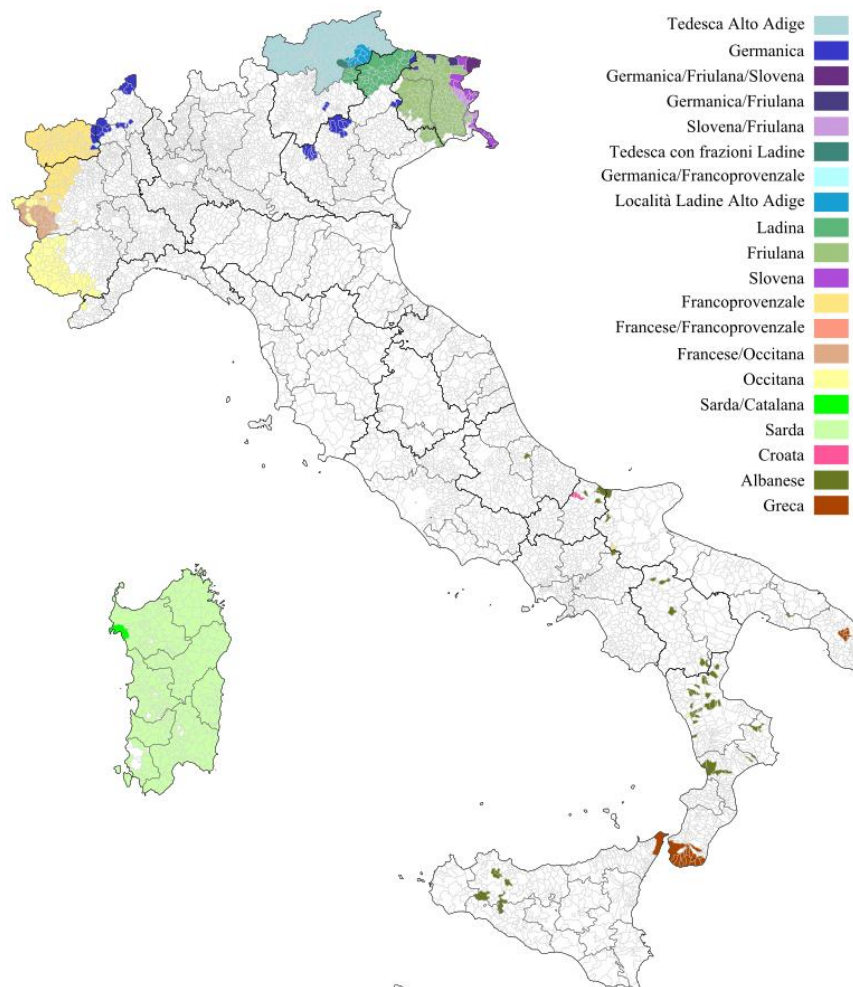 Tedesca Alto Adige
Germanica
Germanica/Friulana/Slovena
Germanica/Friulana
Slovena/Friulana
Tedesca con frazioni Ladine
Germanica/Francoprovenzale
Località Ladine Alto Adige
Ladina
Friulana
Slovena
Francoprovenzale
Francese/Francoprovenzale
Francese/Occitana
Occitana
Sarda/Catalana
Sarda
Croata
Albanese
Greca